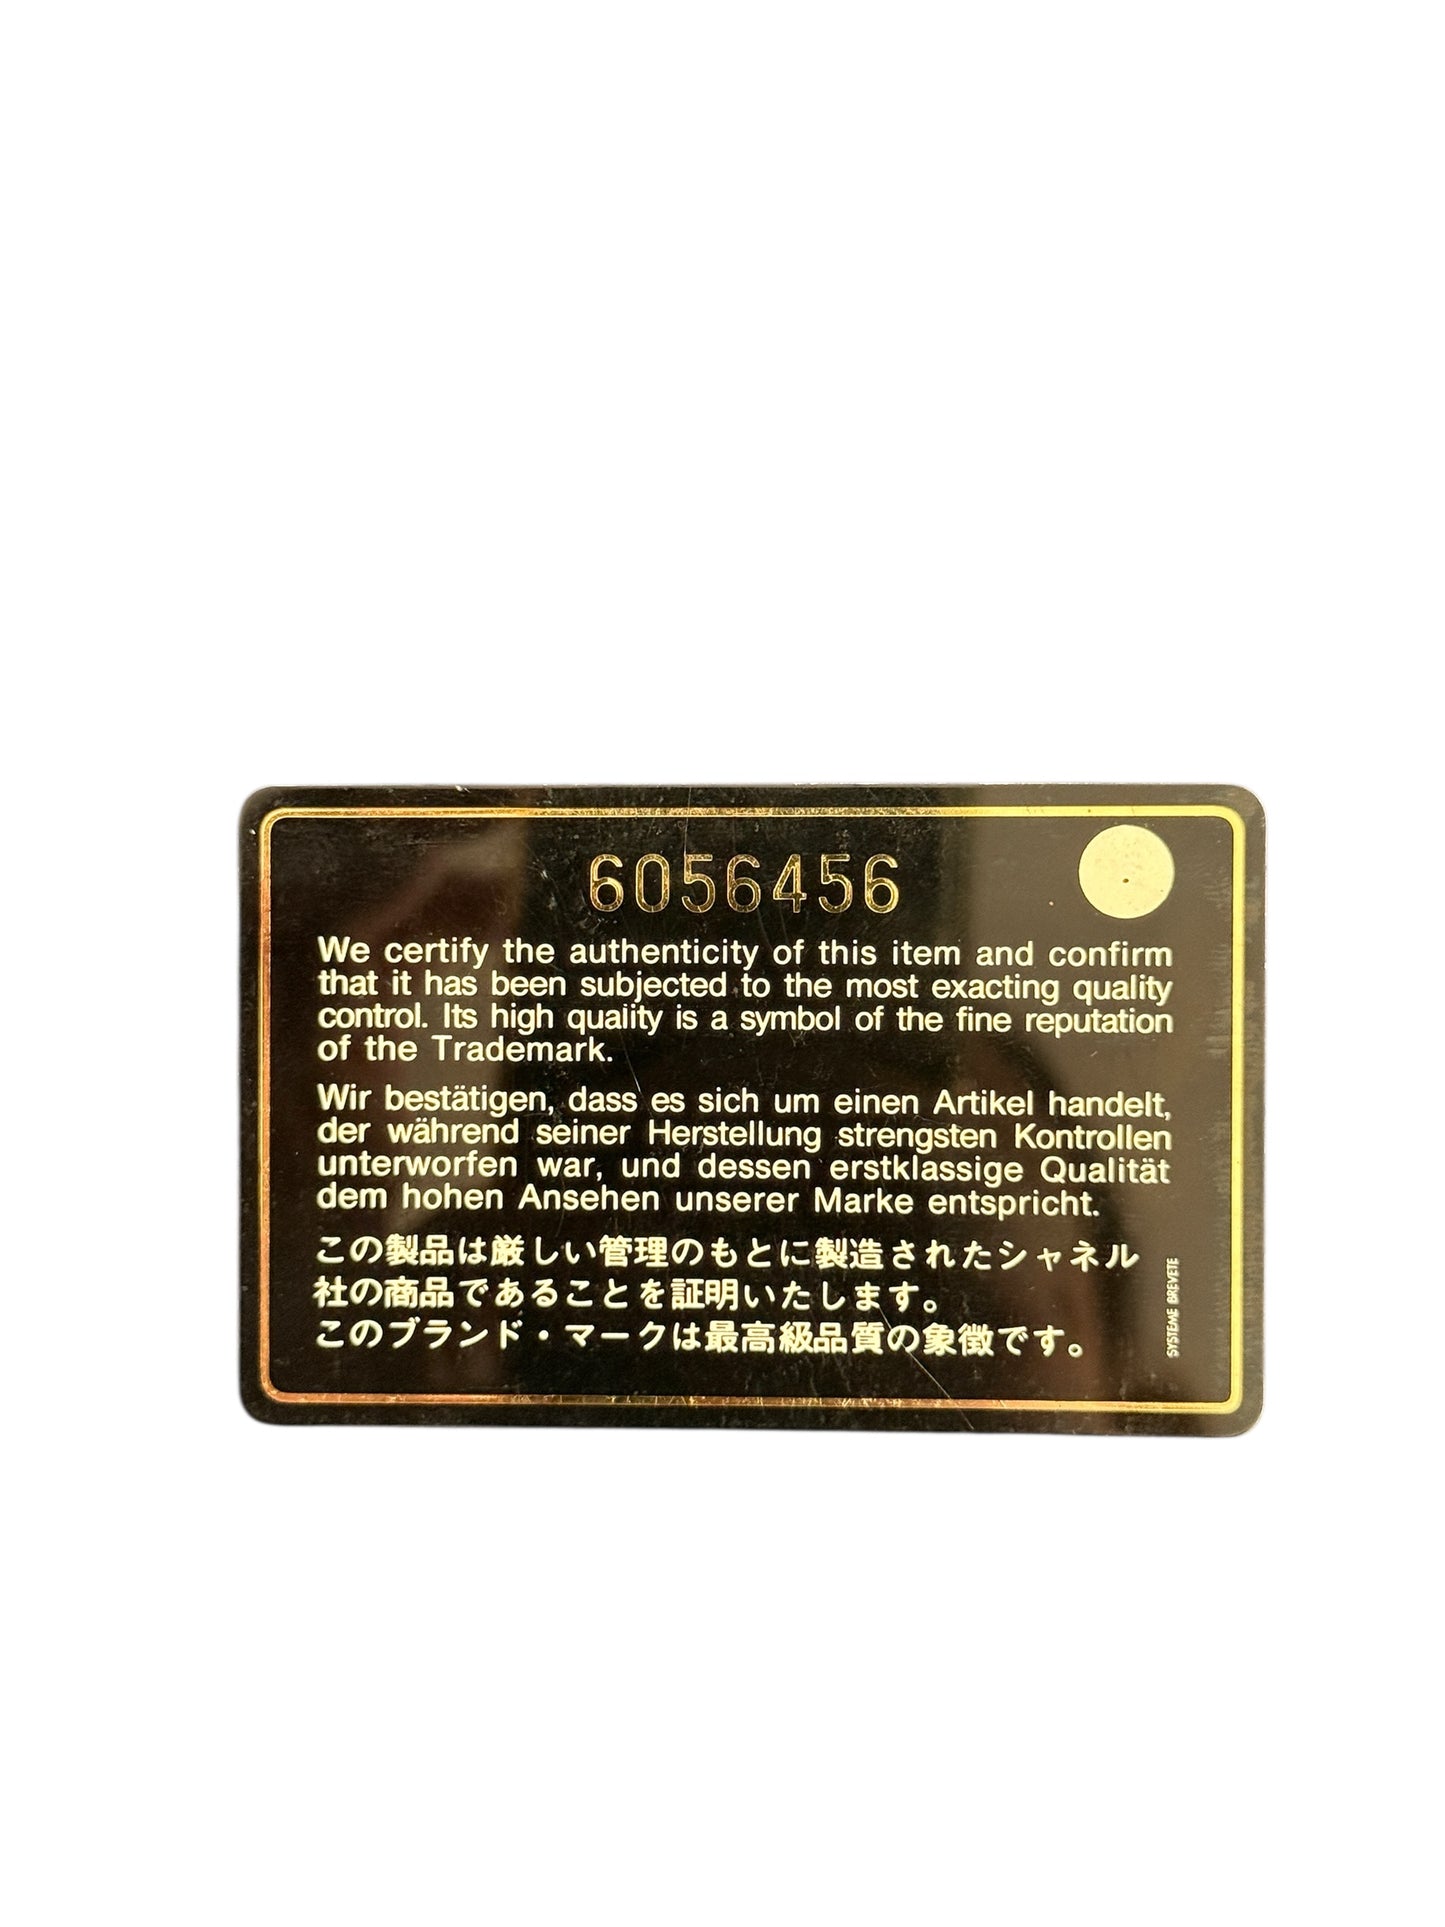 6056456
We certify the authenticity of this item and confirm
that it has been subjected to the most exacting quality
control. Its high quality is a symbol of the fine reputation
of the Trademark.
Wir bestätigen, dass es sich um einen Artikel handelt,
der während seiner Herstellung strengsten Kontrollen
unterworfen war, und dessen erstklassige Qualität
dem hohen Ansehen unserer Marke entspricht.
この製品は厳しい管理のもとに製造されたシャネル
社の商品であることを証明いたします。
このブランド・マークは最高級品質の象徴です。
SYSTEME BREVETE